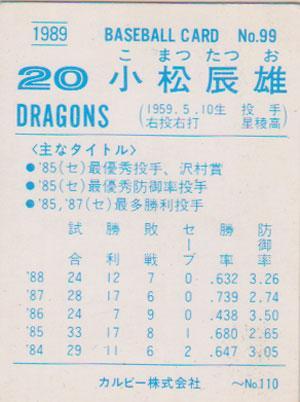 1989 BASEBALL CARD No.99
こ まつ たつ お
20 小松辰雄
DRAGONS (1959.5.10生 投手
右投右打 星稜高)
<主なタイトル>
●'85(セ)最優秀投手、沢村賞
●'85(セ)最優秀防御率投手
●'85,'87(セ)最多勝利投手
試合 勝利 敗戦 セーブ 勝率 防御率
'88 24 12 7 0 .632 3.26
'87 28 17 6 0 .739 2.74
'86 24 7 9 0 .438 3.50
'85 33 17 8 1 .680 2.65
'84 29 11 6 2 .647 3.05
カルビー株式会社 〜No.110